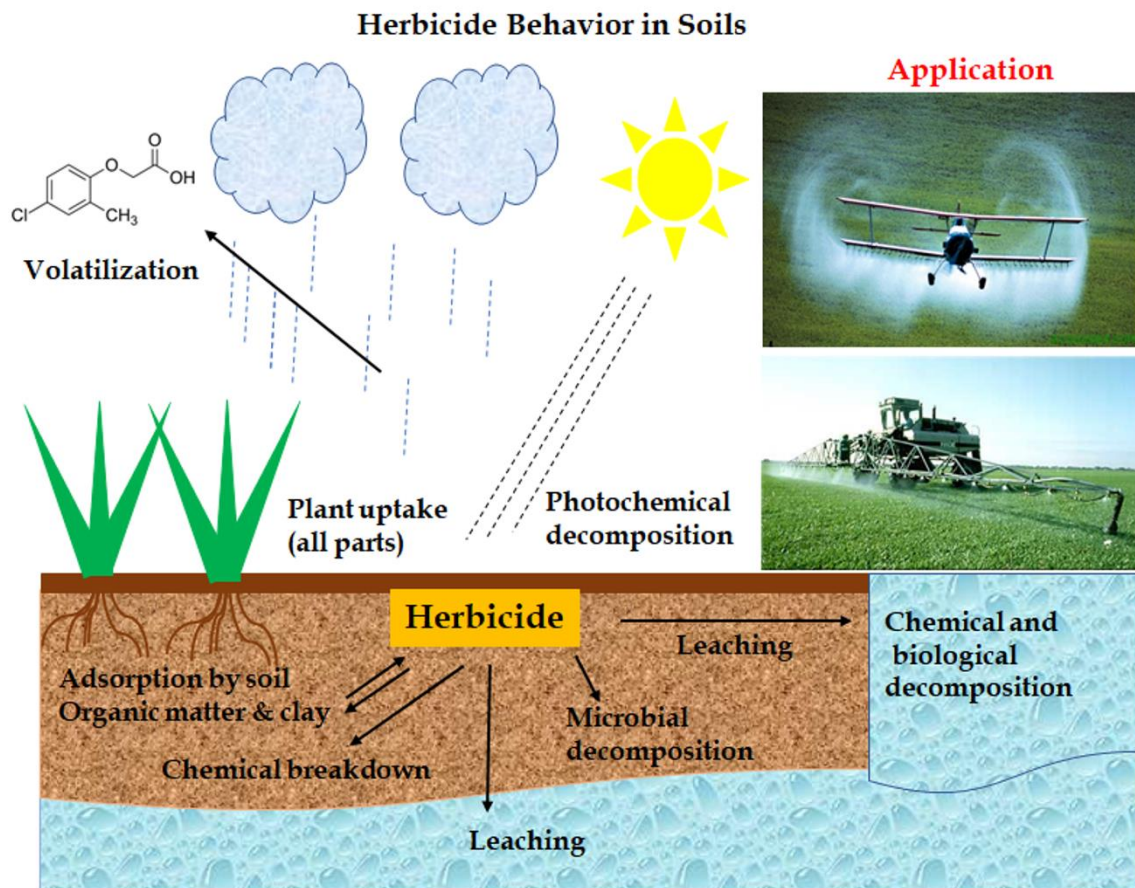 Herbicide Behavior in Soils
Application
O
O
OH
Cl
CH₃
Volatilization
Plant uptake
(all parts)
Photochemical
decomposition
Herbicide
Leaching
Chemical and
biological
decomposition
Adsorption by soil
Organic matter & clay
Microbial
decomposition
Chemical breakdown
Leaching